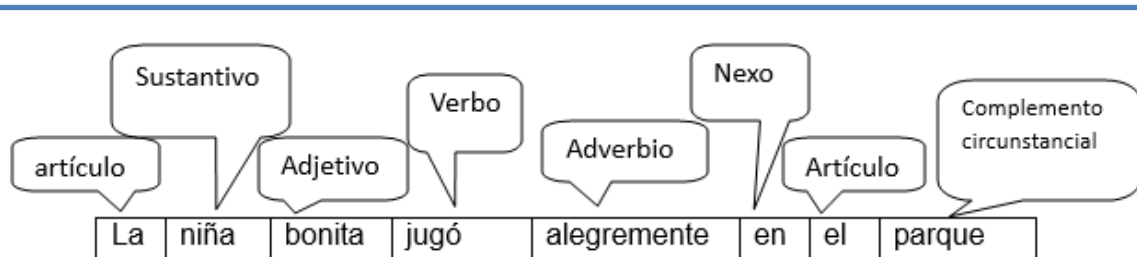 Sustantivo
Nexo
Verbo
Complemento
circunstancial
artículo
Adjetivo
Adverbio
Artículo
La niña bonita jugó alegremente en el parque